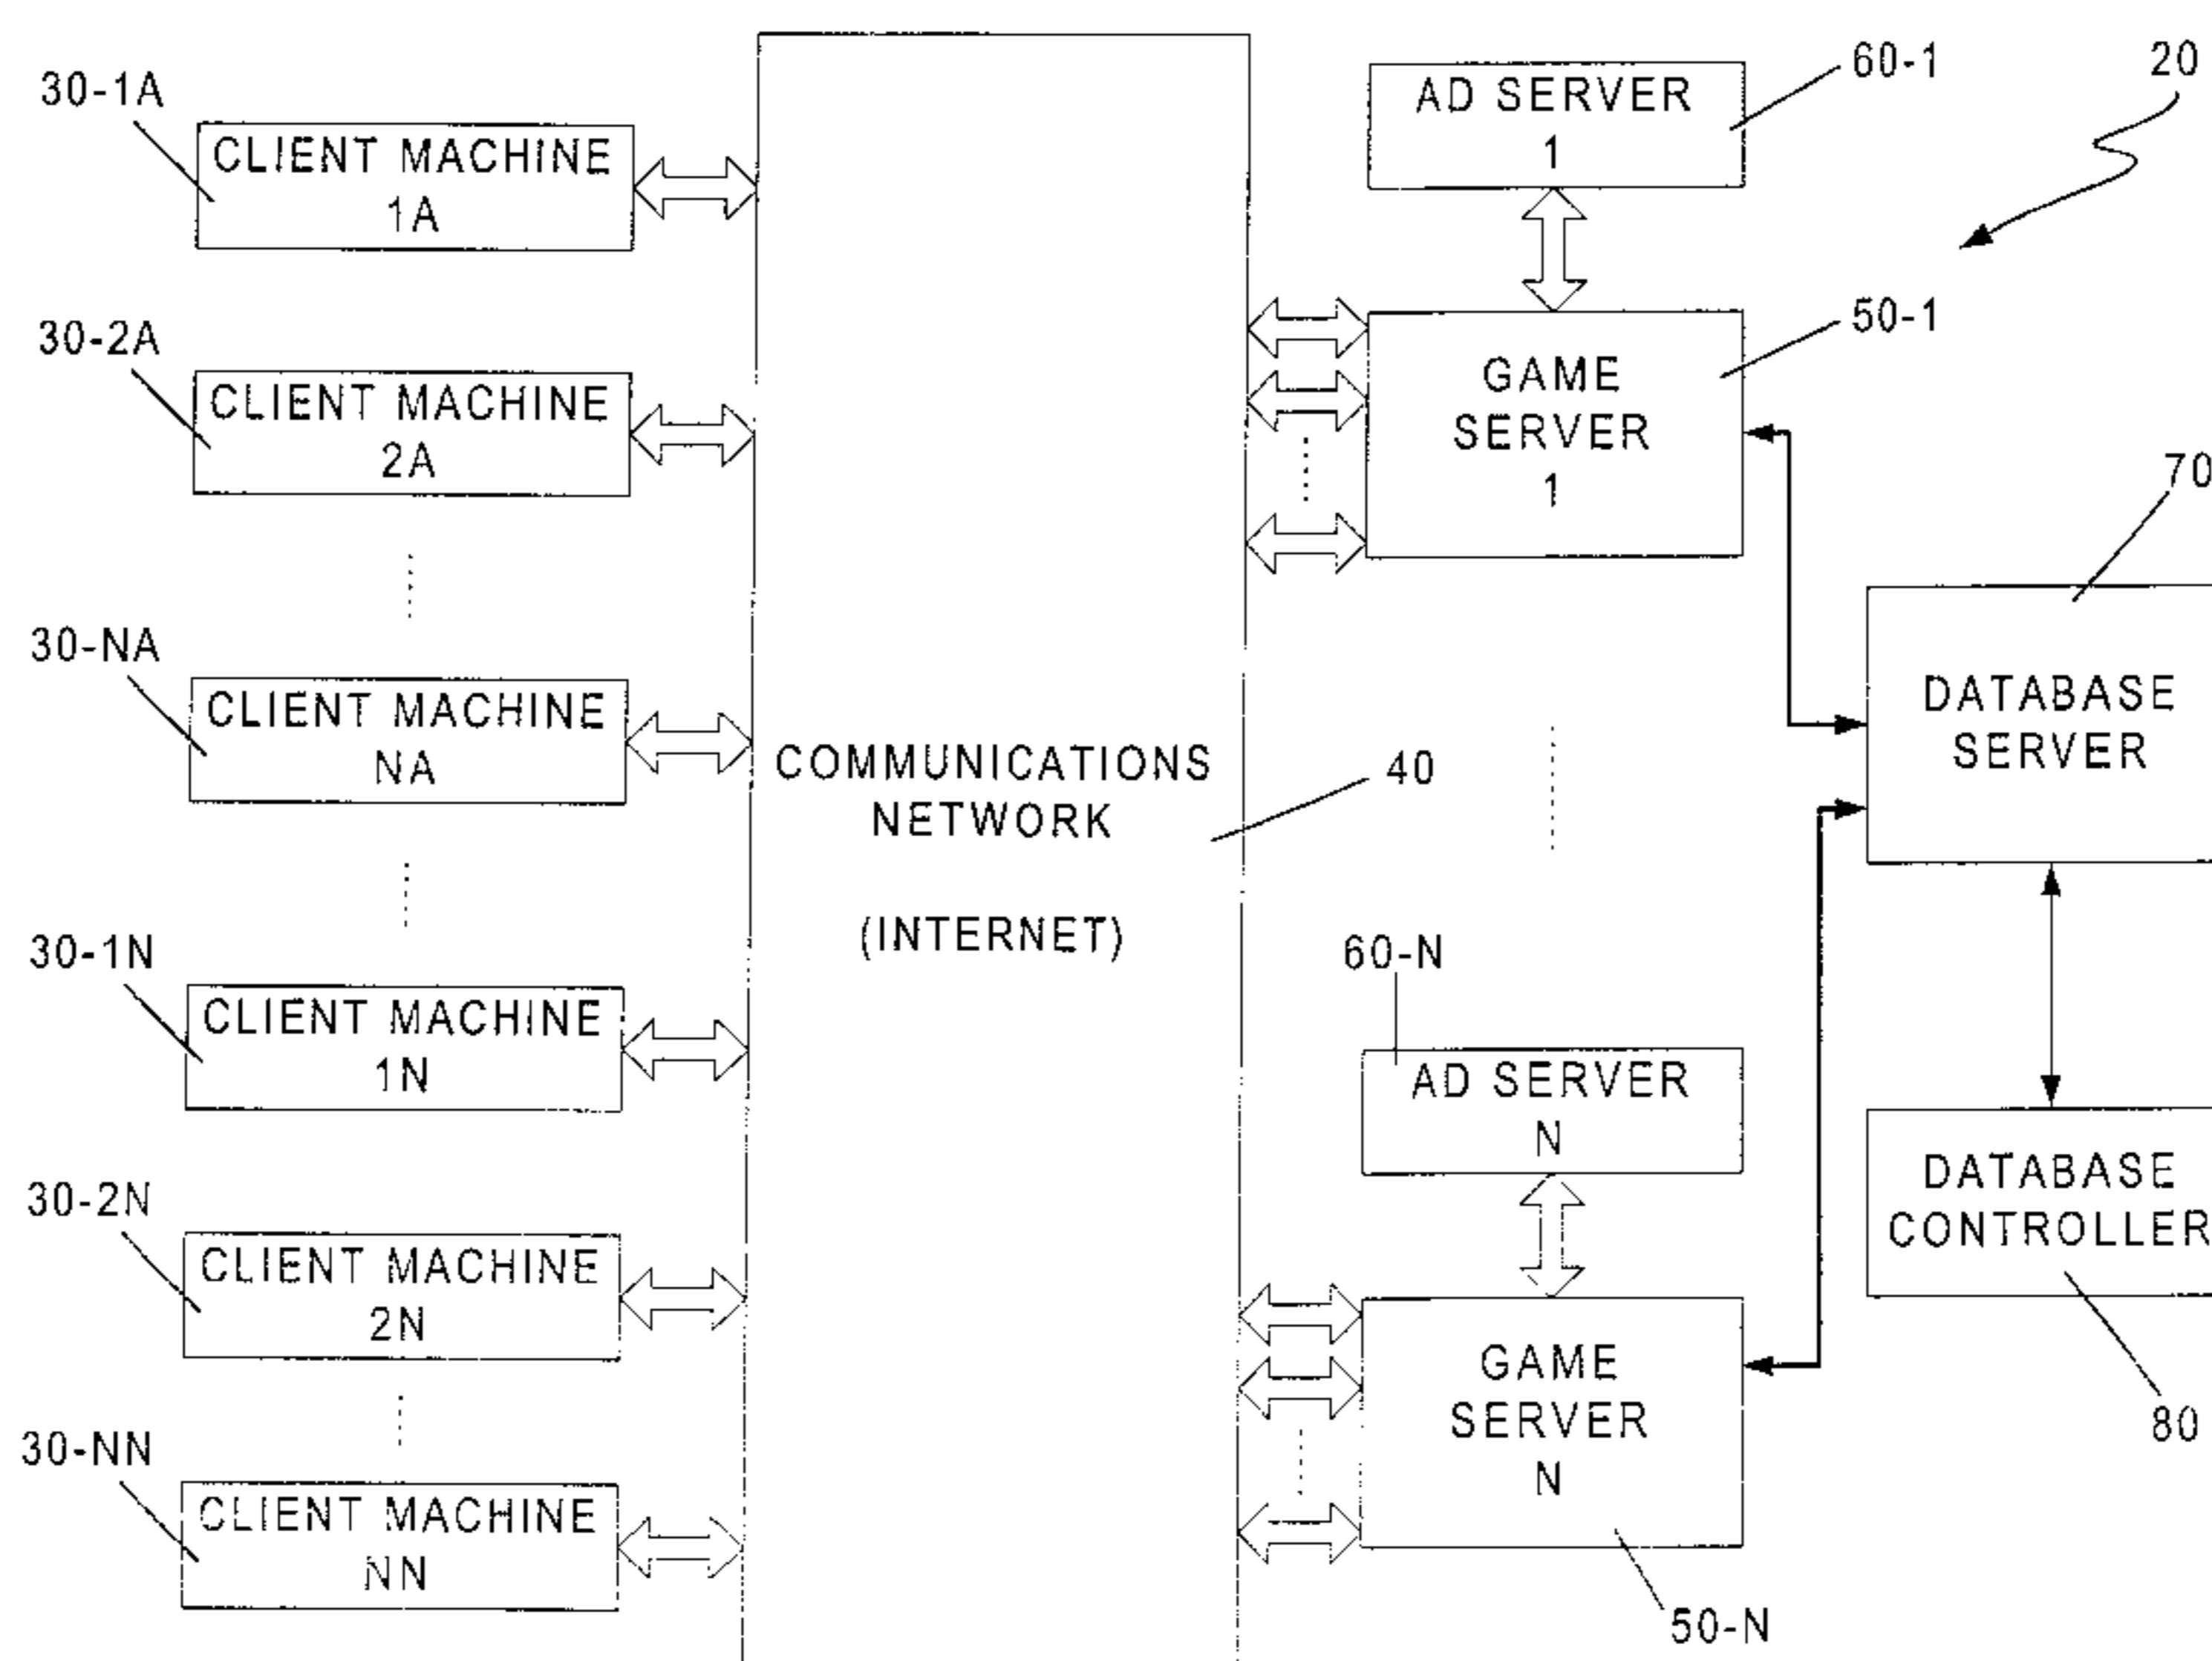 30-1A
CLIENT MACHINE
1A
30-2A
CLIENT MACHINE
2A
30-NA
CLIENT MACHINE
NA
30-1N
CLIENT MACHINE
1N
30-2N
CLIENT MACHINE
2N
30-NN
CLIENT MACHINE
NN
COMMUNICATIONS
NETWORK
(INTERNET)
40
AD SERVER
1
60-1
20
GAME
SERVER
1
50-1
70
DATABASE
SERVER
60-N
AD SERVER
N
DATABASE
CONTROLLER
80
GAME
SERVER
N
50-N